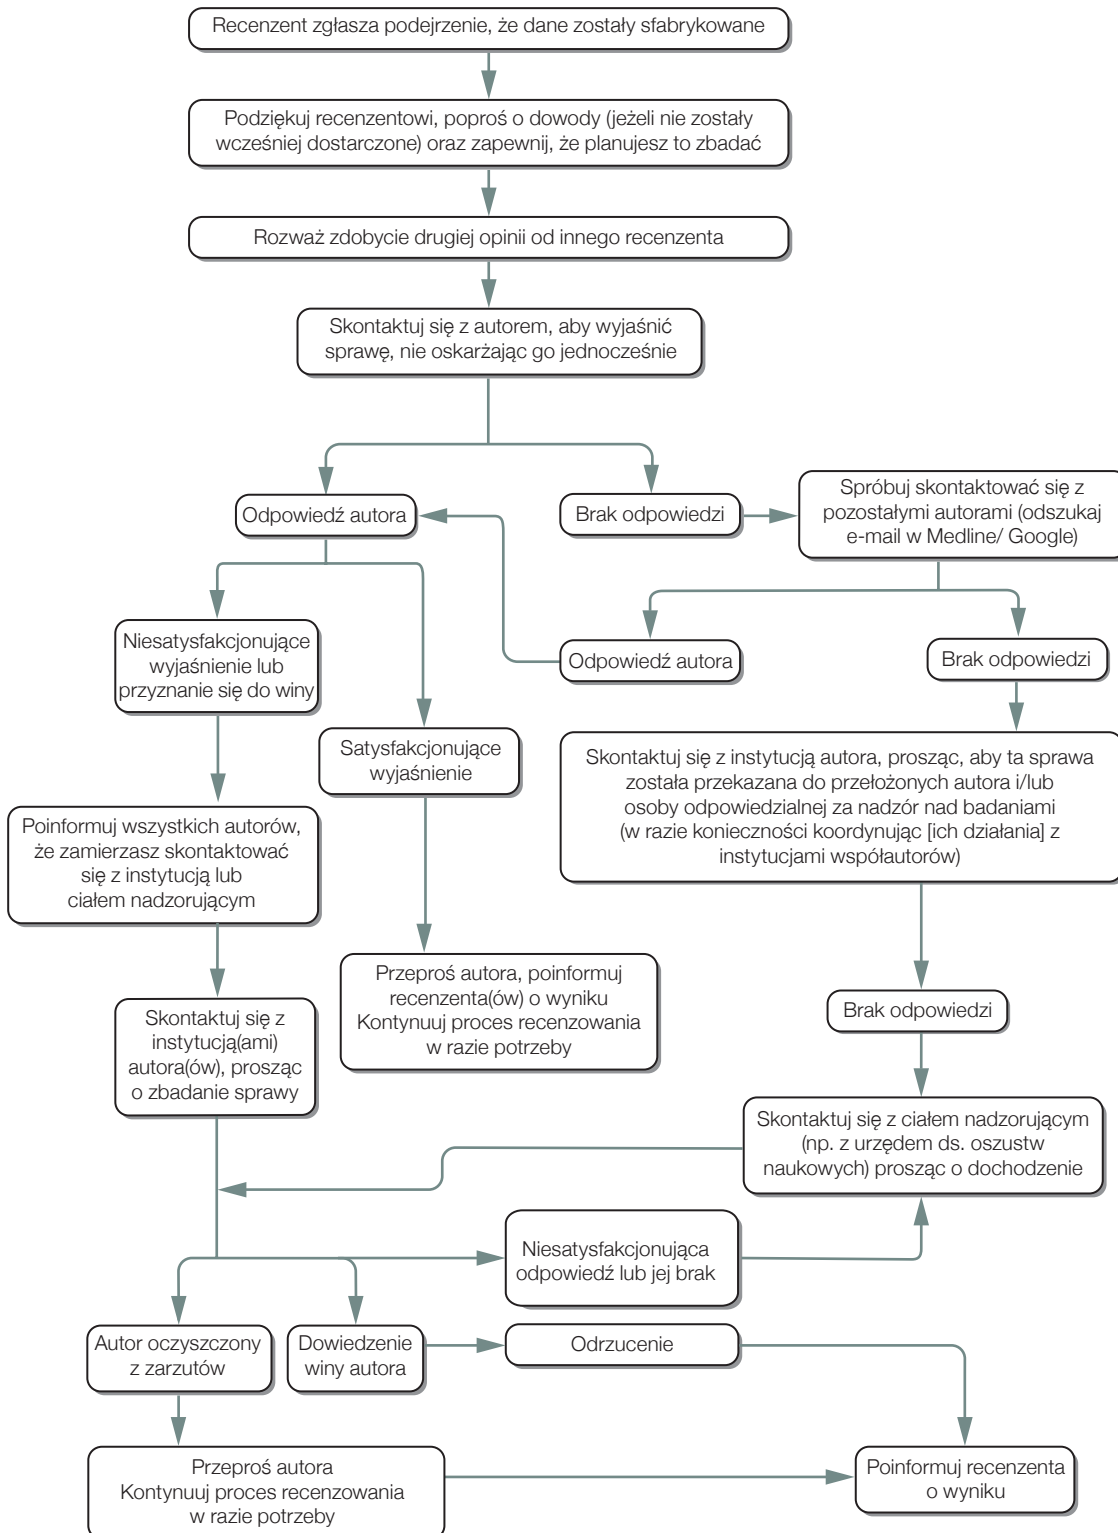 Recenzent zgłasza podejrzenie, że dane zostały sfabrykowane
Podziękuj recenzentowi, poproś o dowody (jeżeli nie zostały
wcześniej dostarczone) oraz zapewnij, że planujesz to zbadać
Rozważ zdobycie drugiej opinii od innego recenzenta
Skontaktuj się z autorem, aby wyjaśnić
sprawę, nie oskarżając go jednocześnie
Odpowiedź autora
Brak odpowiedzi
Spróbuj skontaktować się z
pozostałymi autorami (odszukaj
e-mail w Medline/ Google)
Niesatysfakcjonujące
wyjaśnienie lub
przyznanie się do winy
Odpowiedź autora
Brak odpowiedzi
Satysfakcjonujące
wyjaśnienie
Skontaktuj się z instytucją autora, prosząc, aby ta sprawa
została przekazana do przełożonych autora i/lub
osoby odpowiedzialnej za nadzór nad badaniami
(w razie konieczności koordynując [ich działania] z
instytucjami współautorów)
Poinformuj wszystkich autorów,
że zamierzasz skontaktować
się z instytucją lub
ciałem nadzorującym
Przeproś autora, poinformuj
recenzenta(ów) o wyniku
Kontynuuj proces recenzowania
w razie potrzeby
Brak odpowiedzi
Skontaktuj się z
instytucją(ami)
autora(ów), prosząc
o zbadanie sprawy
Skontaktuj się z ciałem nadzorującym
(np. z urzędem ds. oszustw
naukowych) prosząc o dochodzenie
Niesatysfakcjonująca
odpowiedź lub jej brak
Autor oczyszczony
z zarzutów
Dowiedzenie
winy autora
Odrzucenie
Przeproś autora
Kontynuuj proces recenzowania
w razie potrzeby
Poinformuj recenzenta
o wyniku